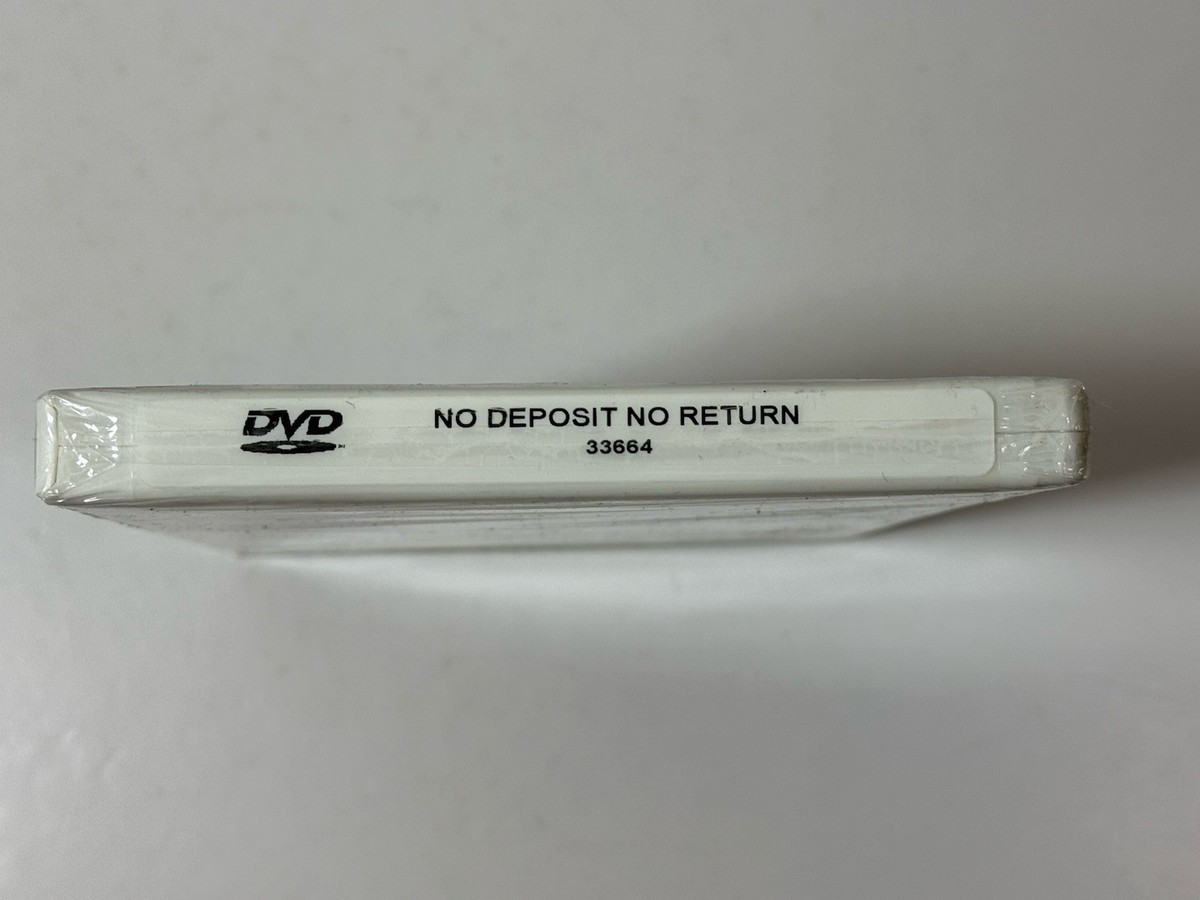 DVD
NO DEPOSIT NO RETURN
33664